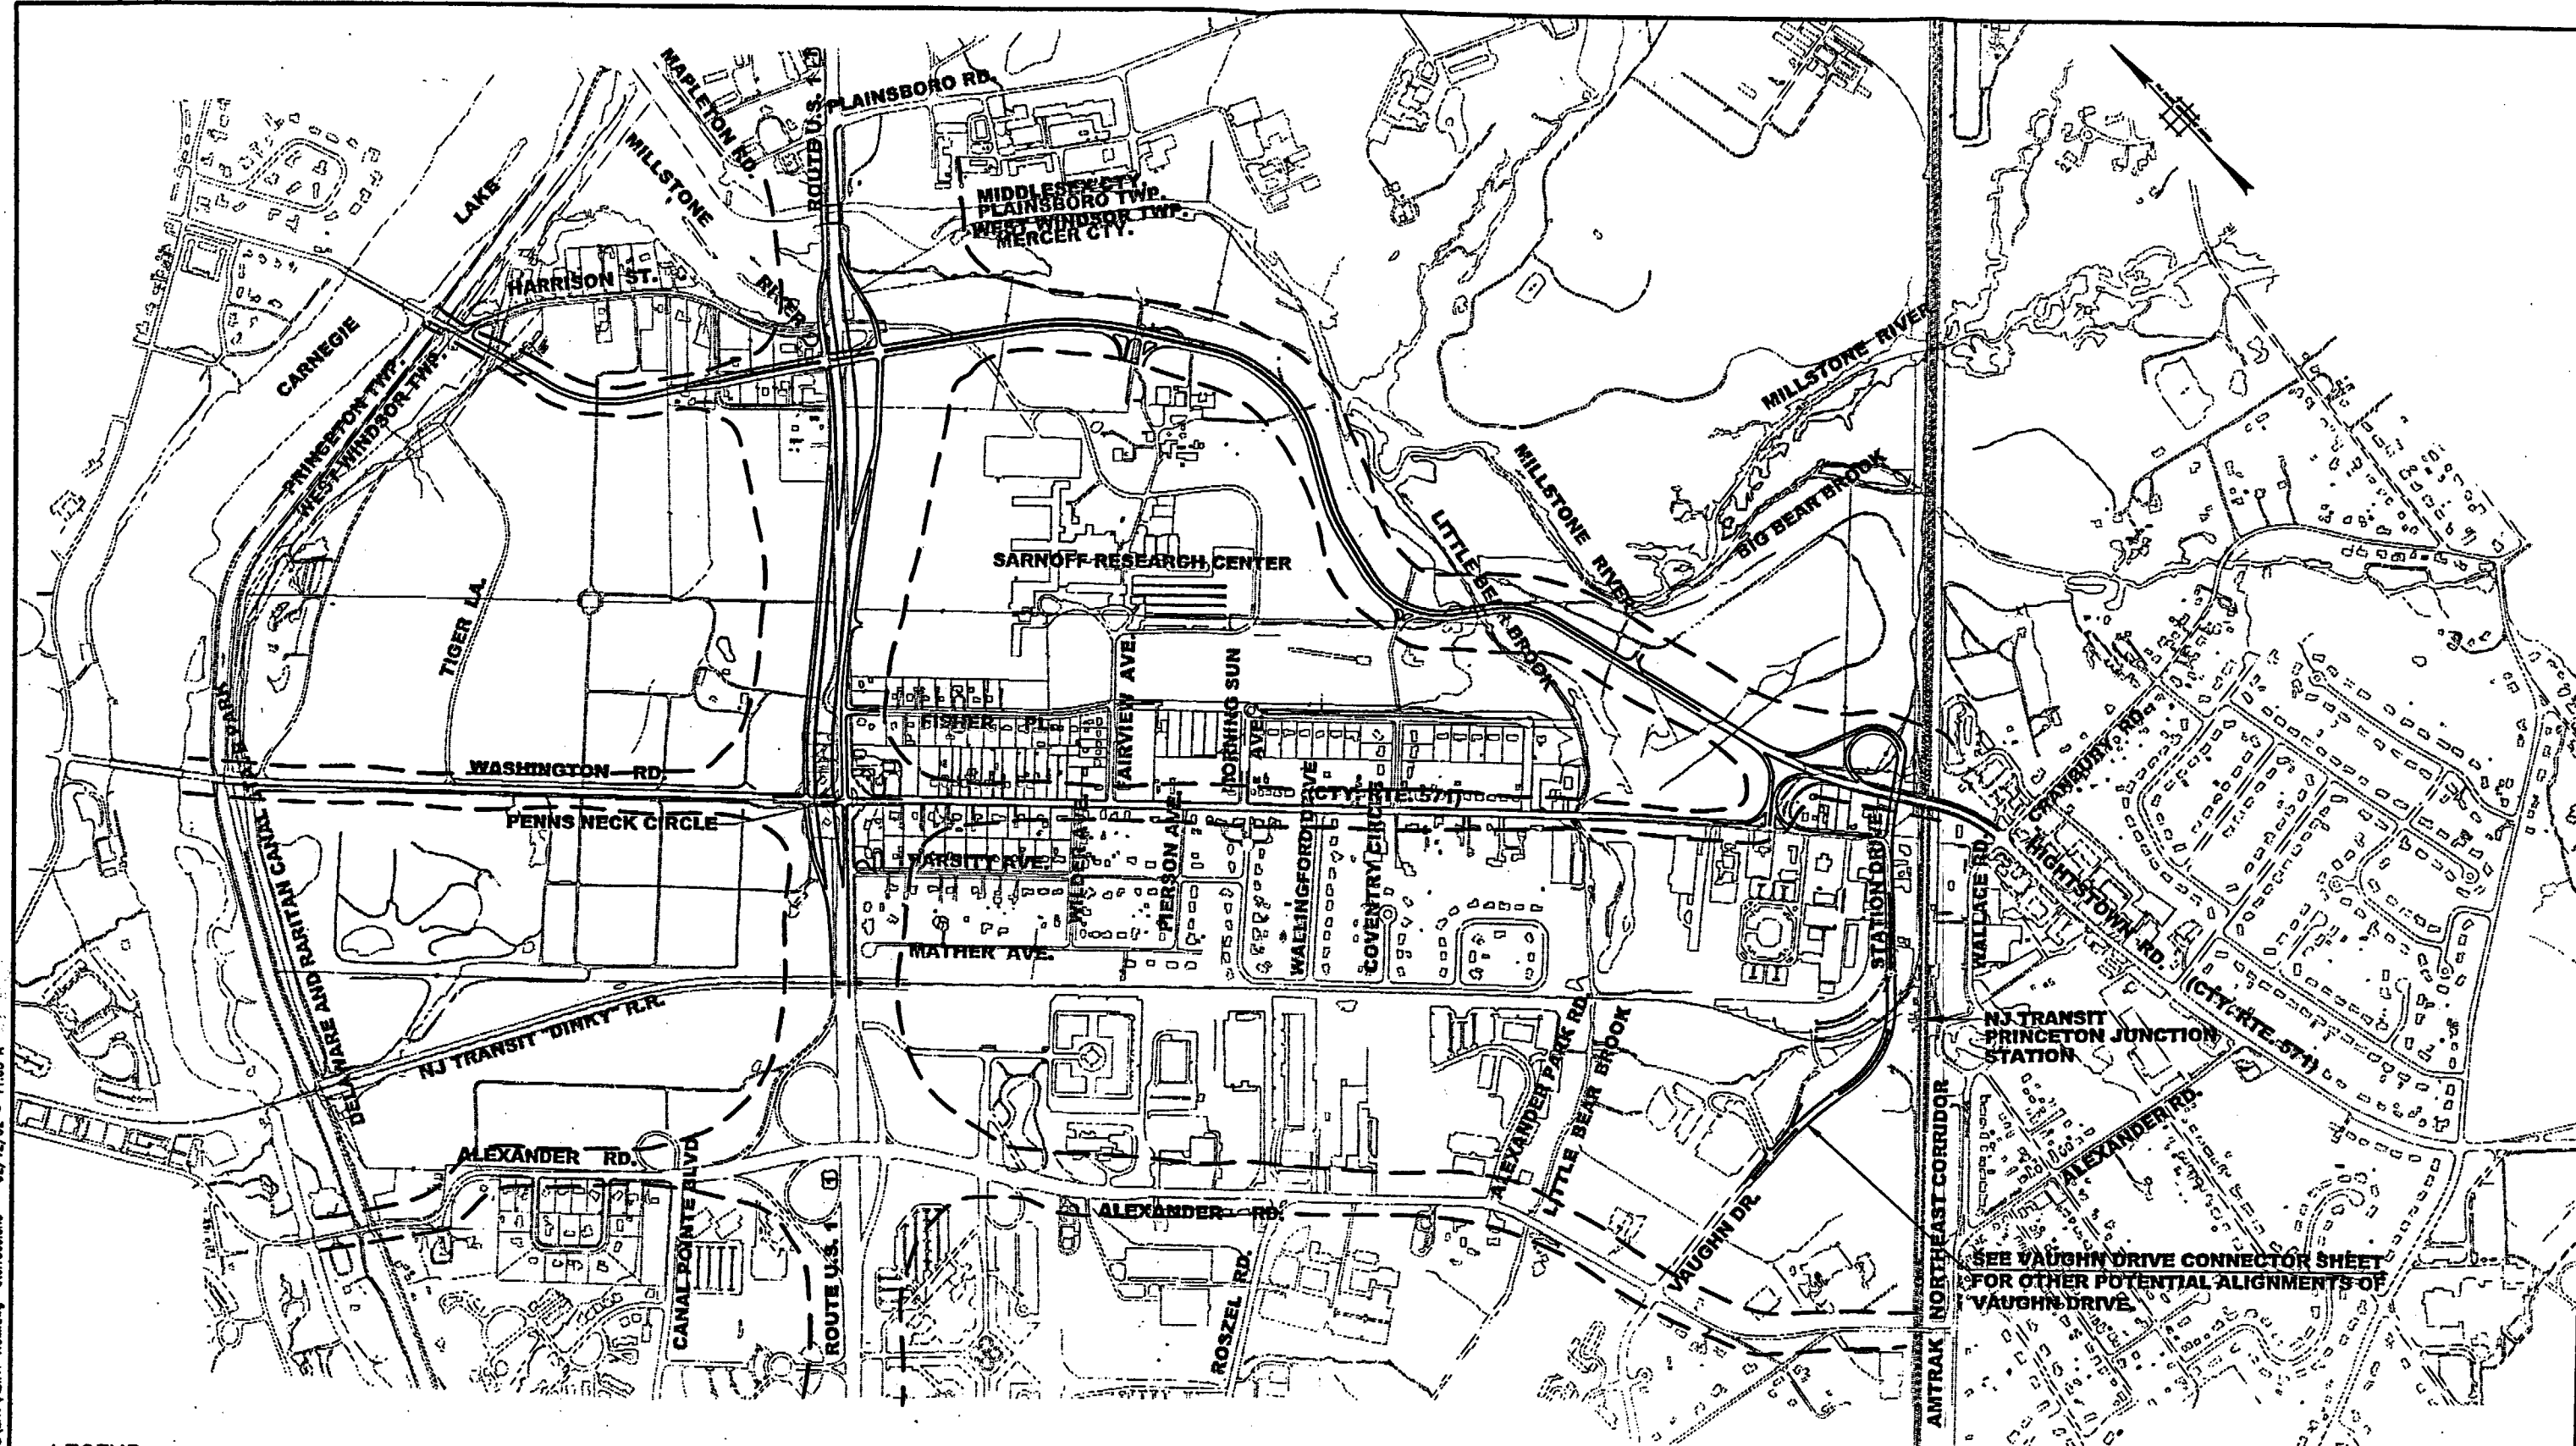 MAPLETON RD.
ROUTE U.S. 1
PLAINSBORO RD.
MILLSTONE
RIVER
LAKE
CARNEGIE
MIDDLESEX CTY.
PLAINSBORO TWP.
WEST WINDSOR TWP.
MERCER CTY.
HARRISON ST.
PRINCETON TWP.
WEST WINDSOR TWP.
MILLSTONE RIVER
MILLSTONE RIVER
BIG BEAR BROOK
LITTLE BEAR BROOK
SARNOFF RESEARCH CENTER
TIGER LA.
FAIRVIEW AVE.
MORNING SUN
AVE
FISHER PL.
WASHINGTON RD.
(CTY. RTE. 571)
PENNS NECK CIRCLE
VARSITY AVE.
WILDER AVE.
PIERSON AVE.
WALLINGFORD DRAVE
COVENTRY CIRCLE
MATHER AVE.
STATION DRIVE
WALLACE RD.
CRANBURY RD.
HIGHTSTOWN RD.
(CTY. RTE. 571)
DELAWARE AND RARITAN CANAL STATE PARK
NJ TRANSIT "DINKY" R.R.
NJ TRANSIT
PRINCETON JUNCTION
STATION
ALEXANDER RD.
ALEXANDER RD.
ALEXANDER RD.
ALEXANDER PARK RD.
LITTLE BEAR BROOK
CANAL POINTE BLVD.
ROUTE U.S. 1
1
ROSZEL RD.
VAUGHN DR.
AMTRAK NORTHEAST CORRIDOR
SEE VAUGHN DRIVE CONNECTOR SHEET
FOR OTHER POTENTIAL ALIGNMENTS OF
VAUGHN DRIVE.